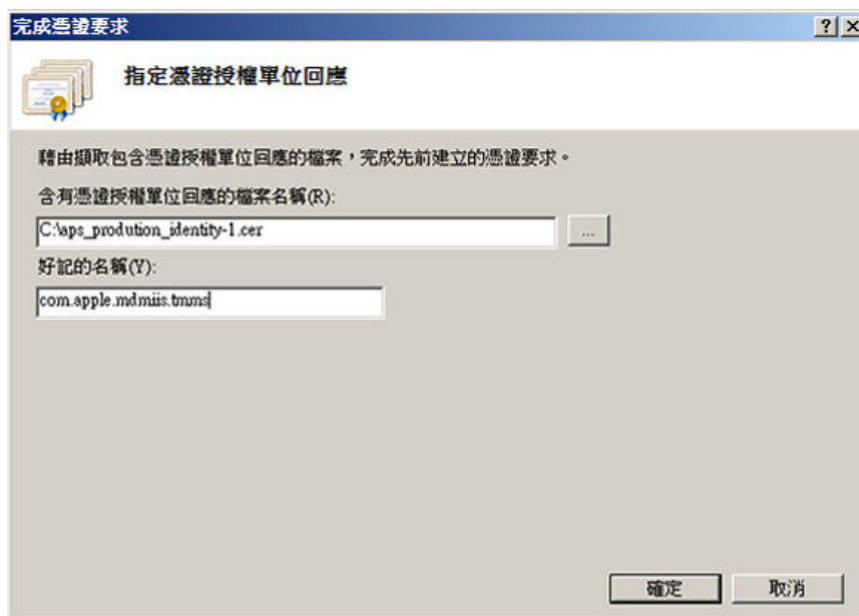 完成憑證要求
指定憑證授權單位回應
藉由擷取包含憑證授權單位回應的檔案，完成先前建立的憑證要求。
含有憑證授權單位回應的檔案名稱(R):
C:\aps_prodution_identity-1.cer
...
好記的名稱(Y):
com.apple.mdmiis.tmms
確定
取消